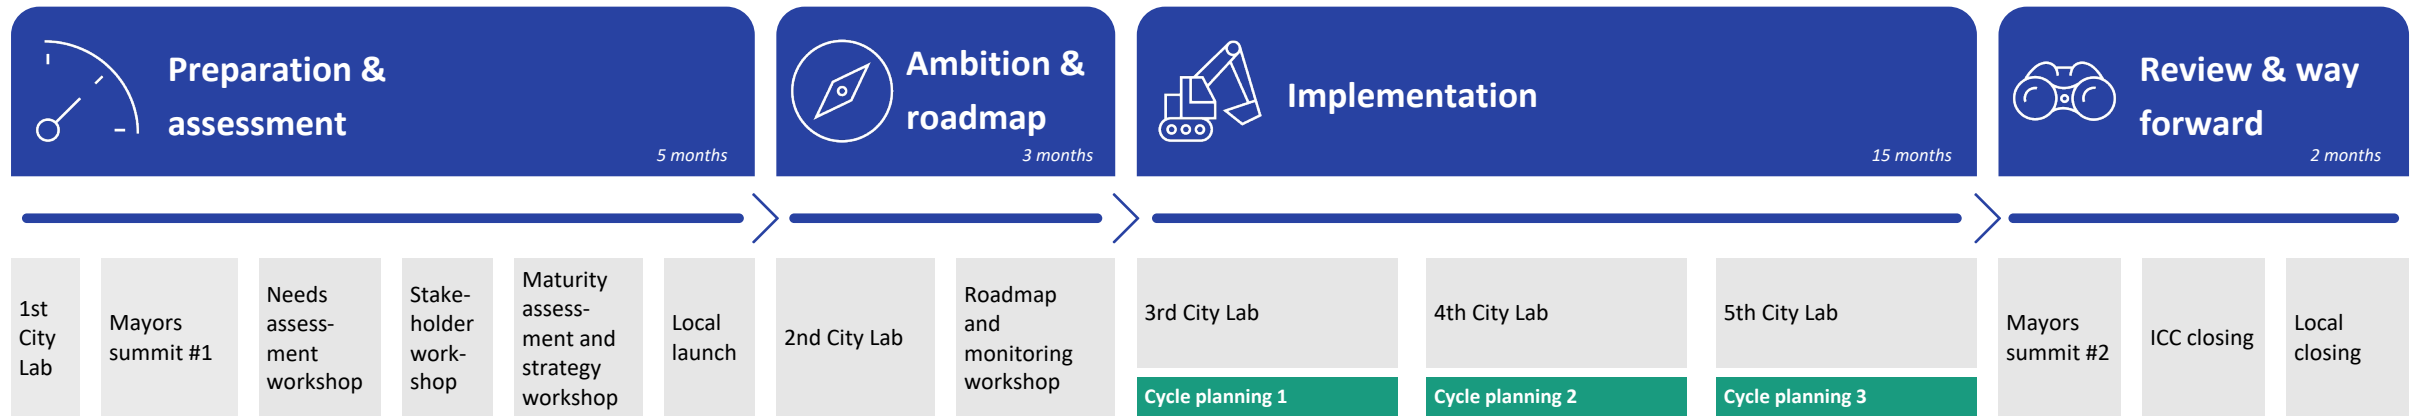 Preparation &
assessment
5 months
Ambition &
roadmap
3 months
Implementation
15 months
Review & way
forward
2 months
1st
City
Lab
Mayors
summit #1
Needs
assess-
ment
workshop
Stake-
holder
work-
shop
Maturity
assess-
ment and
strategy
workshop
Local
launch
2nd City Lab
Roadmap
and
monitoring
workshop
3rd City Lab
Cycle planning 1
4th City Lab
Cycle planning 2
5th City Lab
Cycle planning 3
Mayors
summit #2
ICC closing
Local
closing